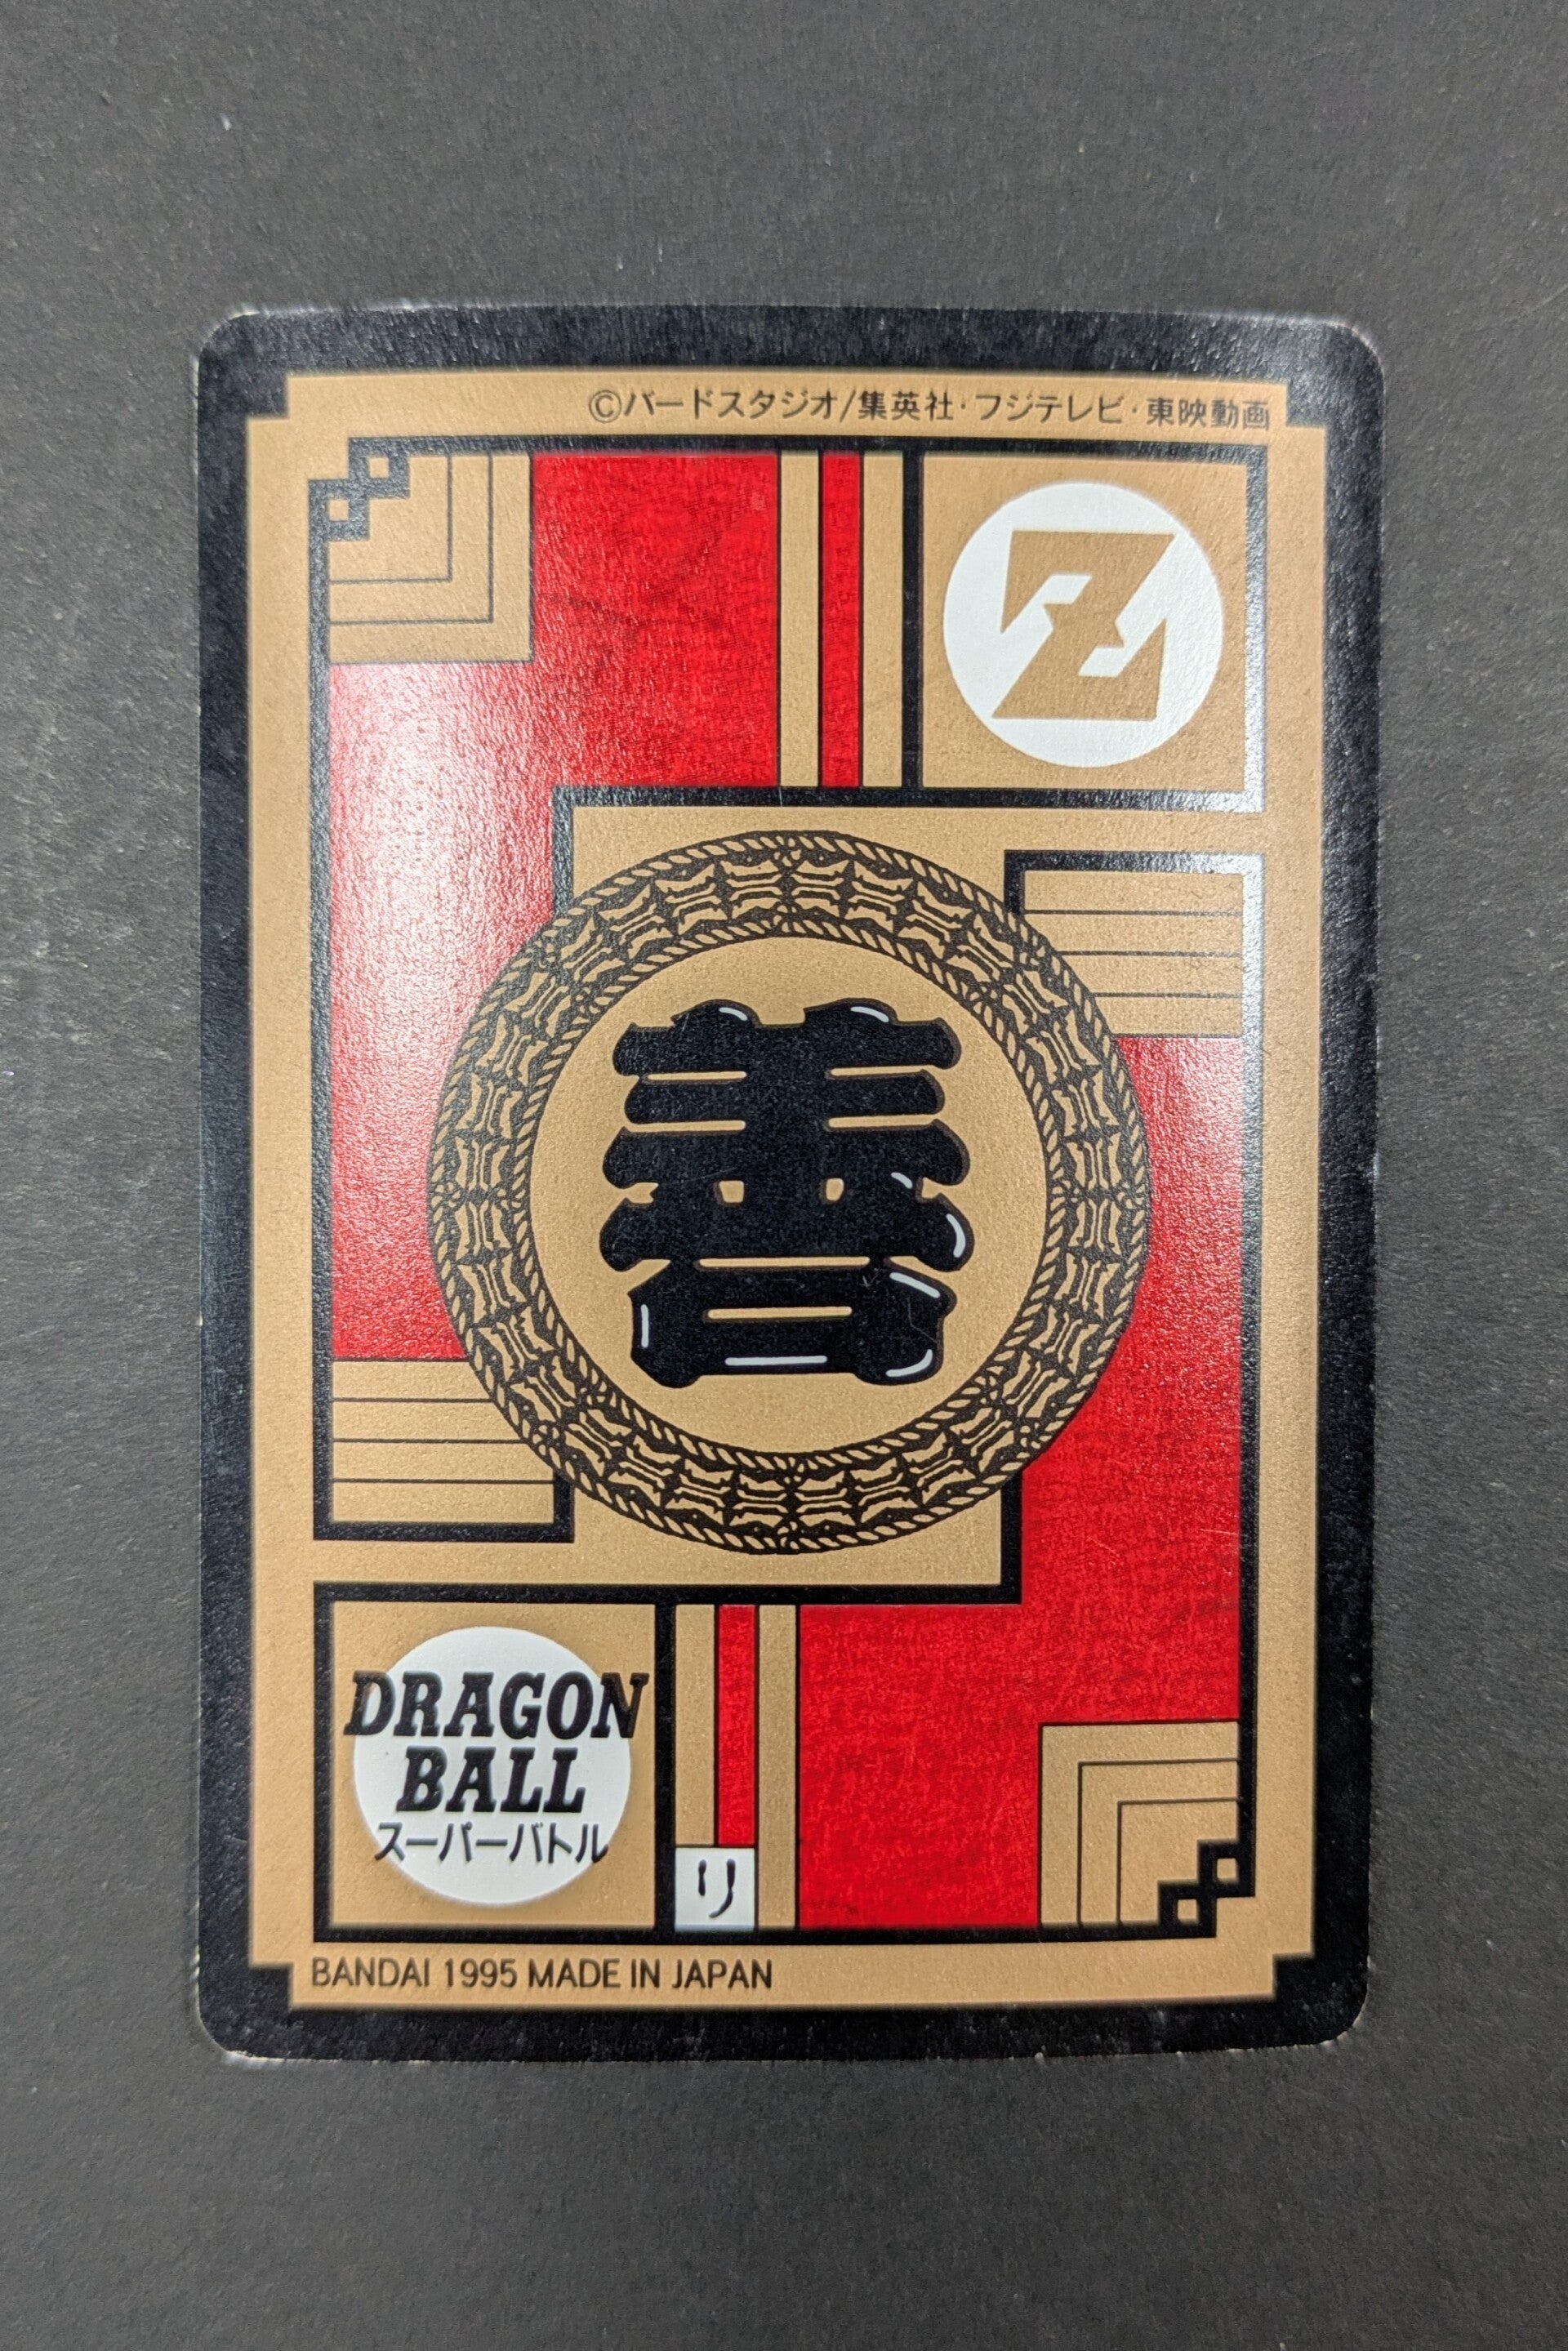 ©バードスタジオ/集英社・フジテレビ・東映動画
Z
善
DRAGON
BALL
スーパーバトル
リ
BANDAI 1995 MADE IN JAPAN